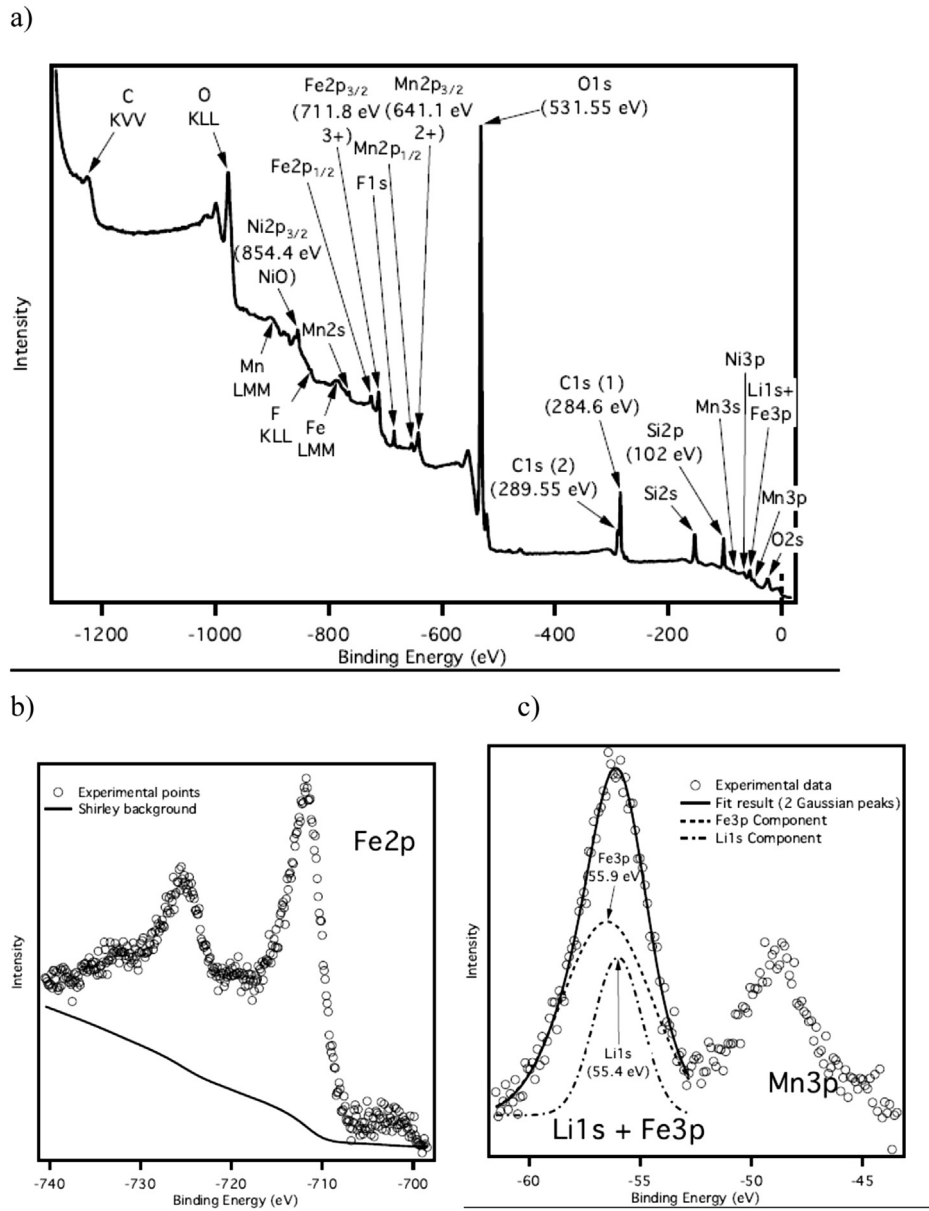 a)
C
KVV
O
KLL
Fe2p3/2
(711.8 eV
3+)
Mn2p3/2
(641.1 eV
2+)
O1s
(531.55 eV)
Mn2p1/2
Fe2p1/2
F1s
Ni2p3/2
(854.4 eV
NiO)
Mn2s
Mn
LMM
F
KLL
Fe
LMM
C1s (1)
(284.6 eV)
C1s (2)
(289.55 eV)
Si2p
(102 eV)
Si2s
Ni3p
Li1s+
Fe3p
Mn3s
Mn3p
O2s
Intensity
-1200
-1000
-800
-600
-400
-200
0
Binding Energy (eV)
b)
Experimental points
Shirley background
Fe2p
Intensity
-740
-730
-720
-710
-700
Binding Energy (eV)
c)
Experimental data
Fit result (2 Gaussian peaks)
Fe3p Component
Li1s Component
Fe3p
(55.9 eV)
Li1s
(55.4 eV)
Mn3p
Li1s + Fe3p
Intensity
-60
-55
-50
-45
Binding Energy (eV)